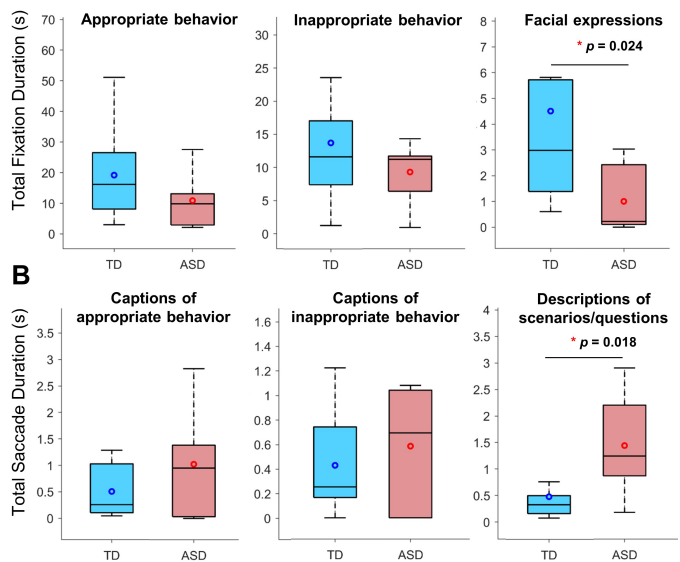 Appropriate behavior
Inappropriate behavior
Facial expressions
Total Fixation Duration (s)
70
60
50
40
30
20
10
0
TD
ASD
30
25
20
15
10
5
0
TD
ASD
* p = 0.024
8
7
6
5
4
3
2
1
0
TD
ASD
B
Captions of
appropriate behavior
Captions of
inappropriate behavior
Descriptions of
scenarios/questions
Total Saccade Duration (s)
3.5
3
2.5
2
1.5
1
0.5
0
TD
ASD
1.6
1.4
1.2
1
0.8
0.6
0.4
0.2
0
TD
ASD
* p = 0.018
4
3.5
3
2.5
2
1.5
1
0.5
0
TD
ASD